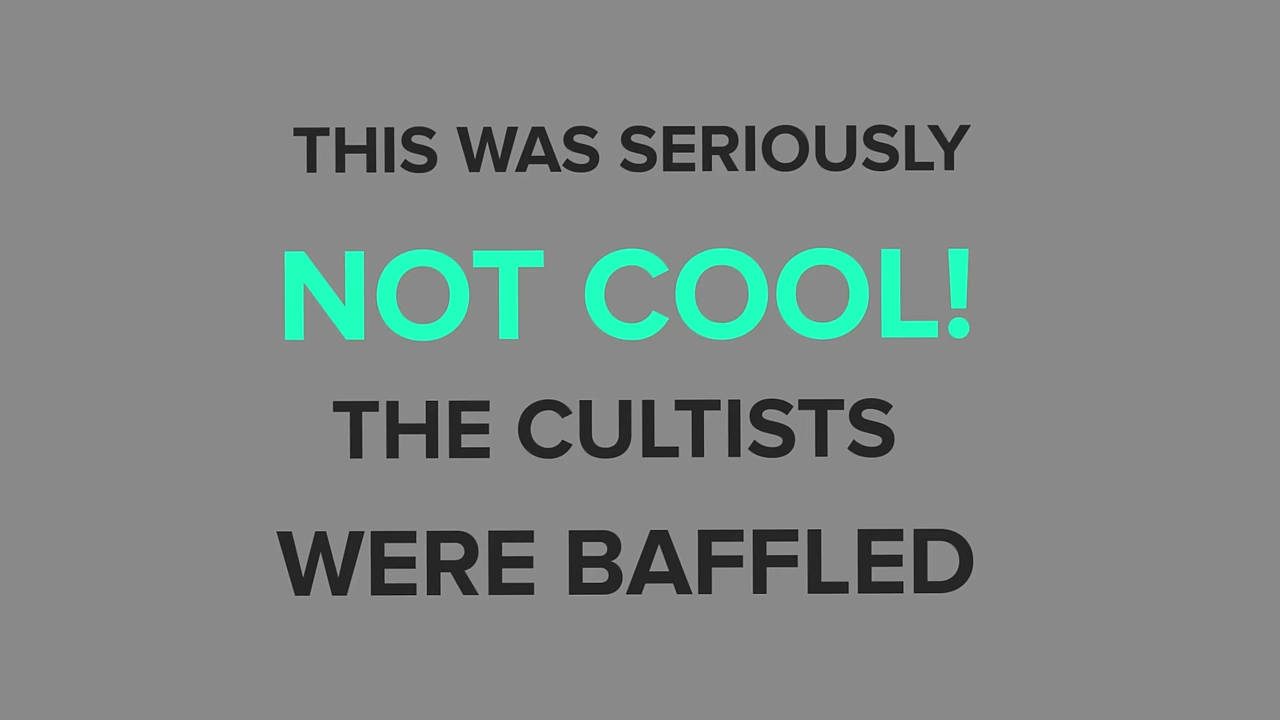 THIS WAS SERIOUSLY
NOT COOL!
THE CULTISTS
WERE BAFFLED